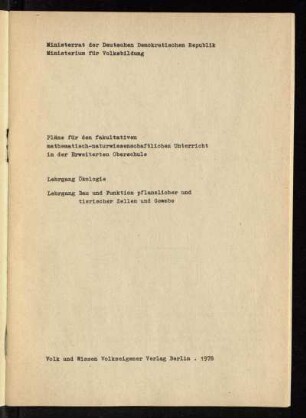 Ministerrat der Deutschen Demokratischen Republik
Ministerium für Volksbildung
Pläne für den fakultativen
mathematisch-naturwissenschaftlichen Unterricht
in der Erweiterten Oberschule
Lehrgang Ökologie
Lehrgang Bau und Funktion pflanzlicher und
tierischer Zellen und Gewebe
Volk und Wissen Volkseigener Verlag Berlin . 1978